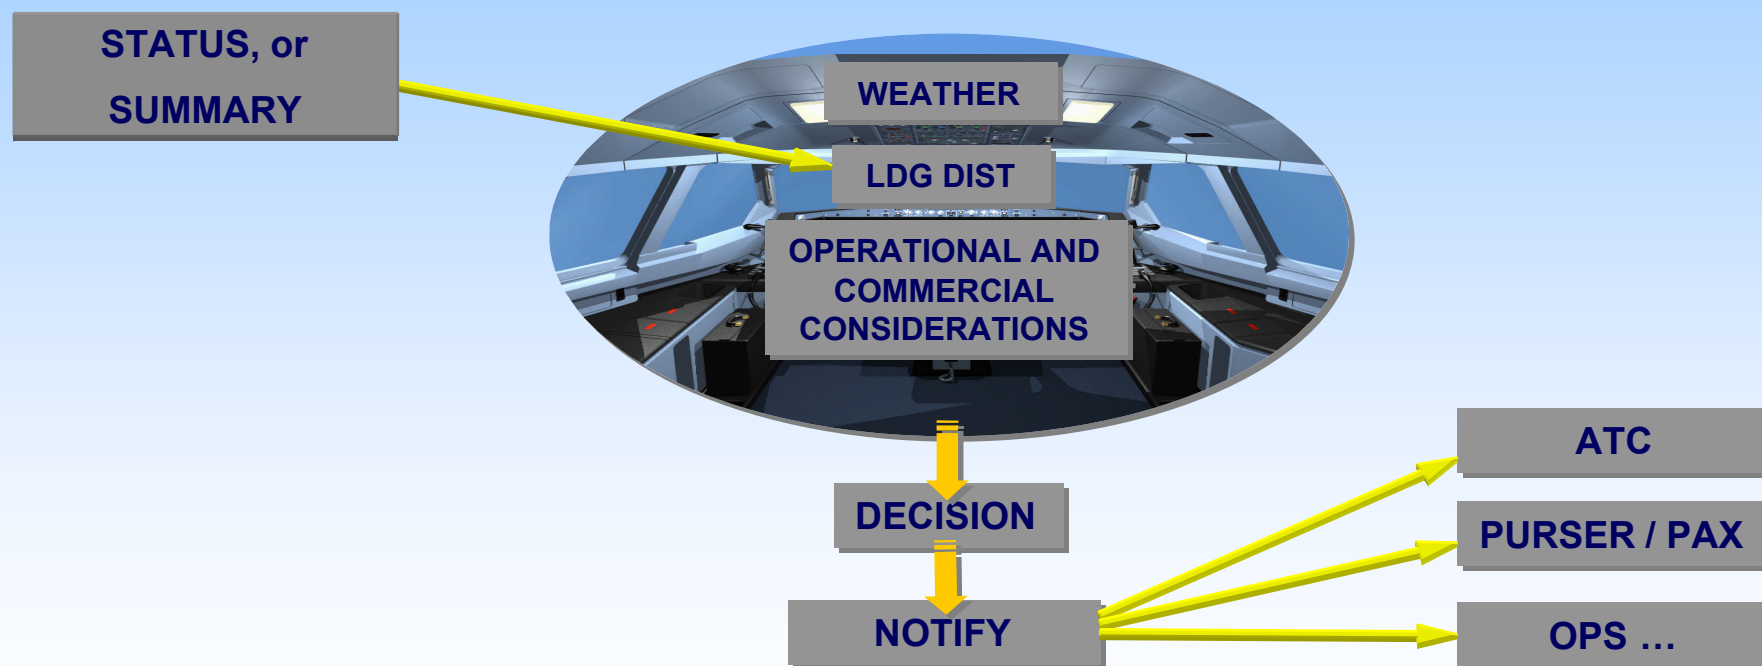 STATUS, or
SUMMARY
WEATHER
LDG DIST
OPERATIONAL AND
COMMERCIAL
CONSIDERATIONS
DECISION
NOTIFY
ATC
PURSER / PAX
OPS …